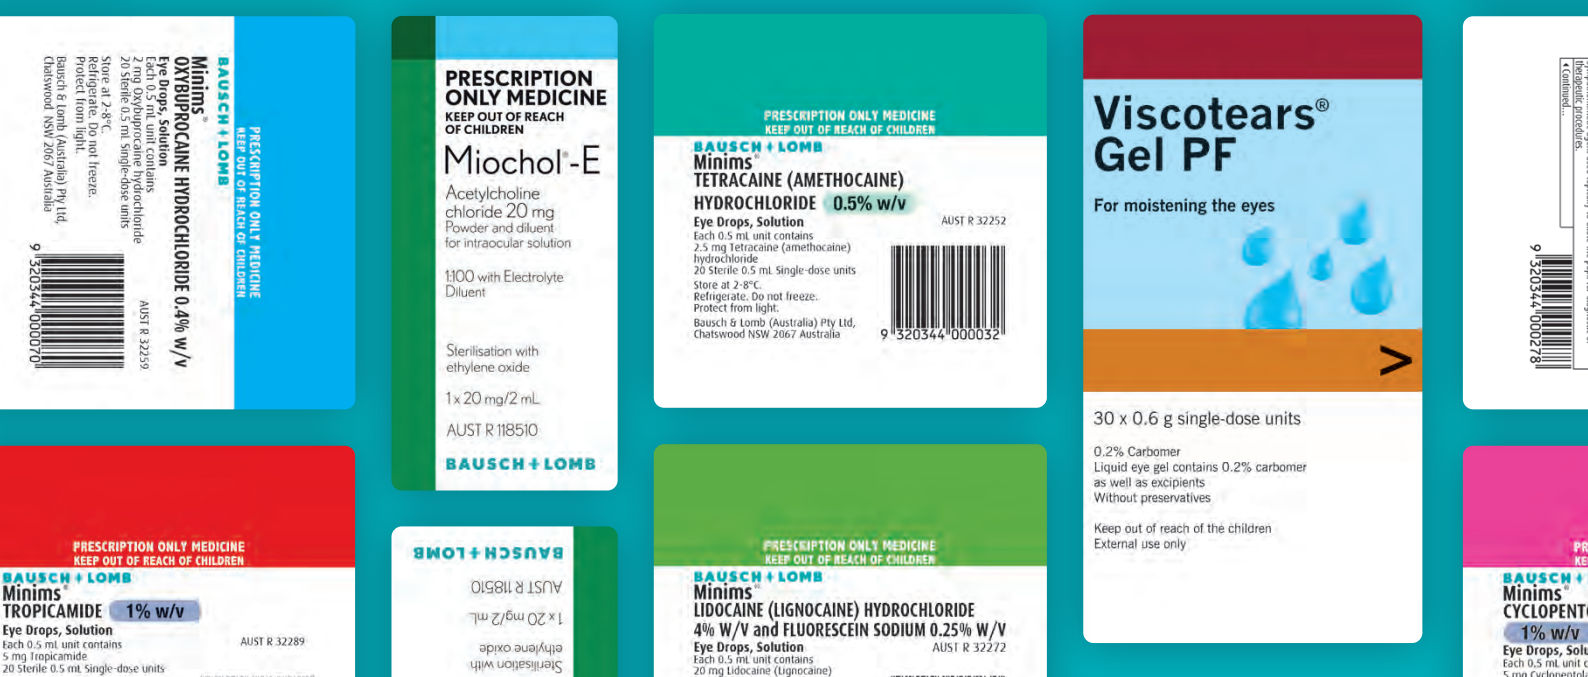 PRESCRIPTION ONLY MEDICINE
KEEP OUT OF REACH OF CHILDREN
BAUSCH + LOMB
Minims®
OXYBUPROCAINE HYDROCHLORIDE 0.4% w/v
Eye Drops, Solution
Each 0.5 mL unit contains
2 mg Oxybuprocaine hydrochloride
20 Sterile 0.5 mL Single-dose units
AUST R 32259
Store at 2-8°C.
Refrigerate. Do not freeze.
Protect from light.
Bausch & Lomb (Australia) Pty Ltd,
Chatswood NSW 2067 Australia
9 320344 000070
PRESCRIPTION
ONLY MEDICINE
KEEP OUT OF REACH
OF CHILDREN
Miochol®-E
Acetylcholine
chloride 20 mg
Powder and diluent
for intraocular solution
1:100 with Electrolyte
Diluent
Sterilisation with
ethylene oxide
1 x 20 mg/2 mL
AUST R 118510
BAUSCH + LOMB
PRESCRIPTION ONLY MEDICINE
KEEP OUT OF REACH OF CHILDREN
BAUSCH + LOMB
Minims®
TETRACAINE (AMETHOCAINE)
HYDROCHLORIDE 0.5% w/v
Eye Drops, Solution
AUST R 32252
Each 0.5 mL unit contains
2.5 mg Tetracaine (amethocaine)
hydrochloride
20 Sterile 0.5 mL Single-dose units
Store at 2-8°C.
Refrigerate. Do not freeze.
Protect from light.
Bausch & Lomb (Australia) Pty Ltd,
Chatswood NSW 2067 Australia
9 320344 000032
Viscotears®
Gel PF
For moistening the eyes
>
30 x 0.6 g single-dose units
0.2% Carbomer
Liquid eye gel contains 0.2% carbomer
as well as excipients
Without preservatives
Keep out of reach of the children
External use only
therapeutic procedures.
Continued...
9 320344 000278
PRESCRIPTION ONLY MEDICINE
KEEP OUT OF REACH OF CHILDREN
BAUSCH + LOMB
Minims®
TROPICAMIDE 1% w/v
Eye Drops, Solution
AUST R 32289
Each 0.5 mL unit contains
5 mg Tropicamide
20 Sterile 0.5 mL Single-dose units
Sterilisation with
ethylene oxide
1 x 20 mg/2 mL
AUST R 118510
BAUSCH + LOMB
PRESCRIPTION ONLY MEDICINE
KEEP OUT OF REACH OF CHILDREN
BAUSCH + LOMB
Minims®
LIDOCAINE (LIGNOCAINE) HYDROCHLORIDE
4% W/V and FLUORESCEIN SODIUM 0.25% W/V
Eye Drops, Solution
AUST R 32272
Each 0.5 mL unit contains
20 mg Lidocaine (Lignocaine)
PR
KE
BAUSCH +
Minims®
CYCLOPENT
1% w/v
Eye Drops, Solu
Each 0.5 mL unit c
5 mg Cyclopentol